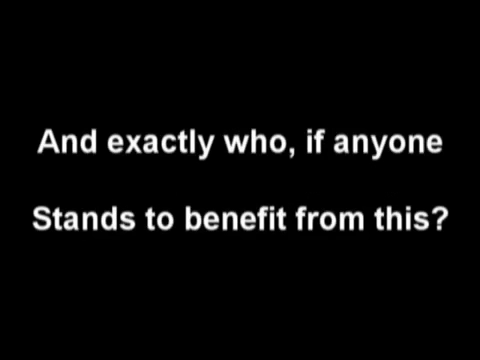 And exactly who, if anyone
Stands to benefit from this?